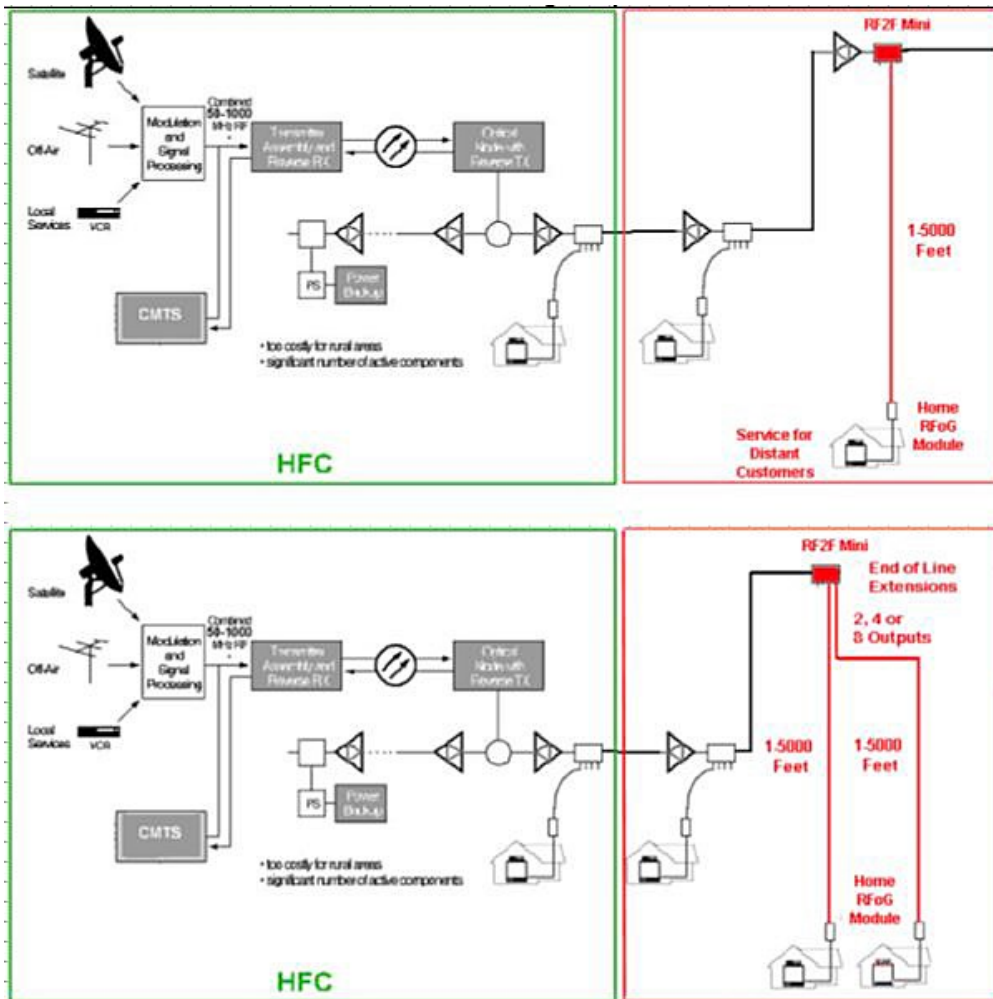 RF2F Mini
Satellite
Combined
50-1000
MHz RF
Modulation
and
Signal
Processing
Transmitter
Assembly and
Reverse RX
Optical
Node with
Reverse TX
Off-Air
Local
Services
VCR
1-5000
Feet
PS
Power
Backup
CMTS
• too costly for rural areas
• significant number of active components
Home
RFoG
Module
Service for
Distant
Customers
HFC
RF2F Mini
End of Line
Extensions
Satellite
2, 4 or
8 Outputs
Combined
50-1000
MHz RF
Modulation
and
Signal
Processing
Transmitter
Assembly and
Reverse RX
Optical
Node with
Reverse TX
Off-Air
Local
Services
VCR
1-5000
Feet
1-5000
Feet
PS
Power
Backup
CMTS
• too costly for rural areas
• significant number of active components
Home
RFoG
Module
HFC